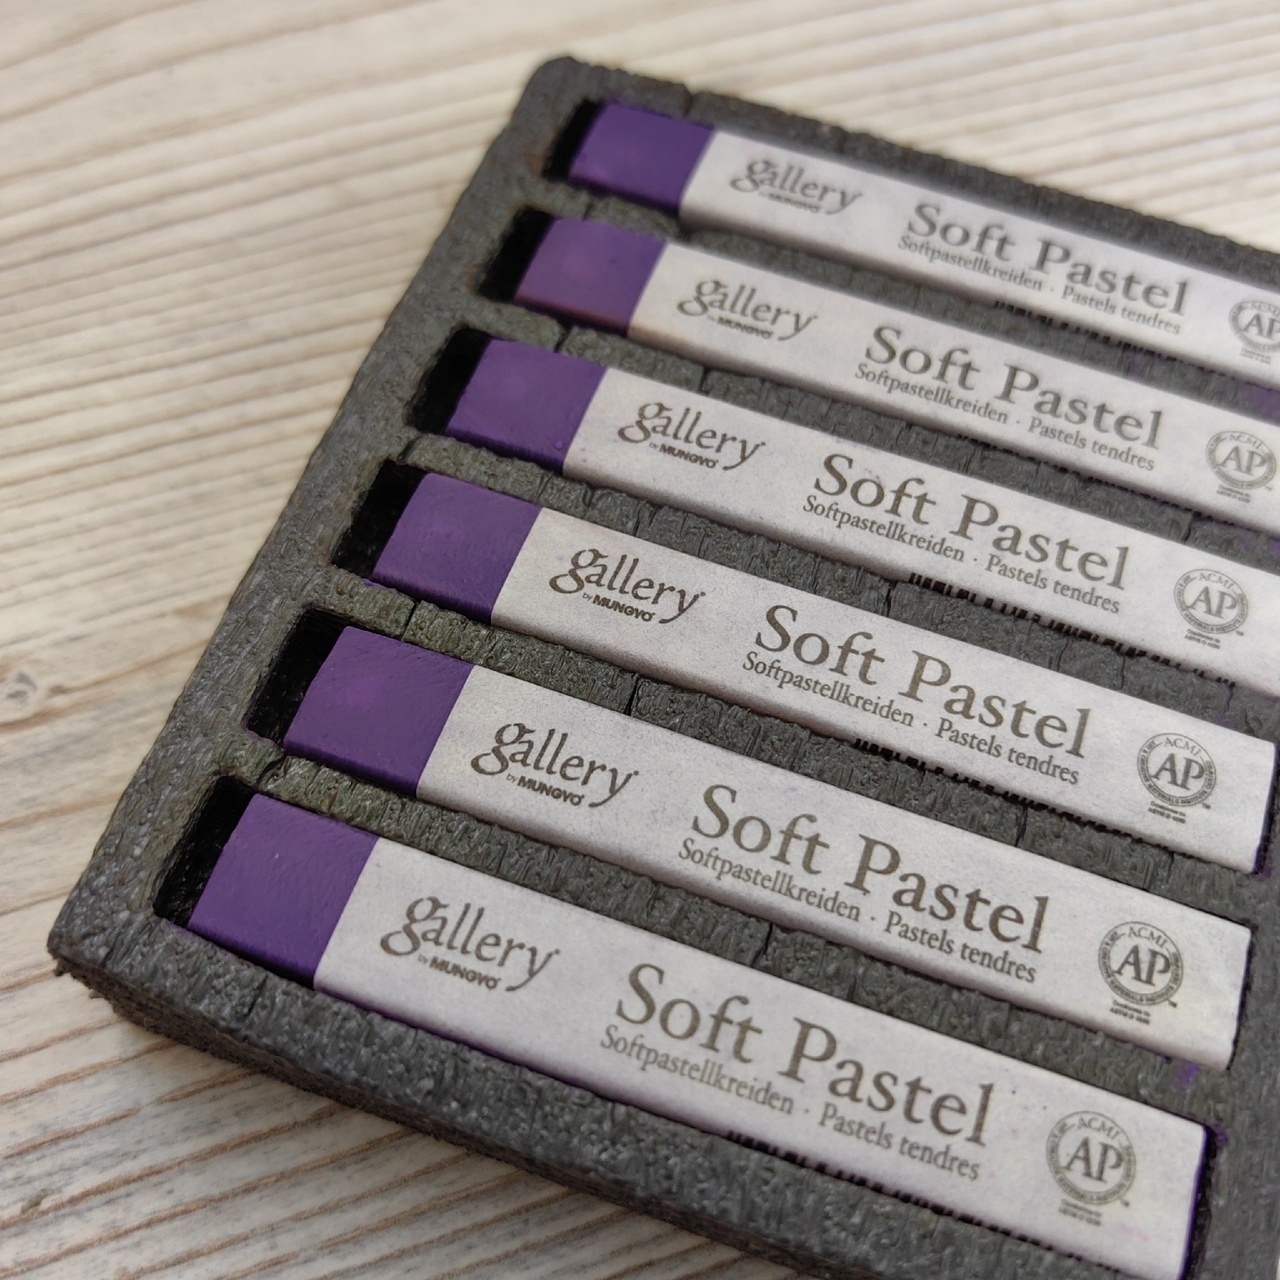 gallery
by MUNGYO
Soft Pastel
Softpastellkreiden · Pastels tendres
AP
gallery
by MUNGYO
Soft Pastel
Softpastellkreiden · Pastels tendres
ACMI
AP
gallery
by MUNGYO
Soft Pastel
Softpastellkreiden · Pastels tendres
ACMI
AP
gallery
by MUNGYO
Soft Pastel
Softpastellkreiden · Pastels tendres
ACMI
AP
gallery
by MUNGYO
Soft Pastel
Softpastellkreiden · Pastels tendres
ACMI
AP
gallery
by MUNGYO
Soft Pastel
Softpastellkreiden · Pastels tendres
ACMI
AP